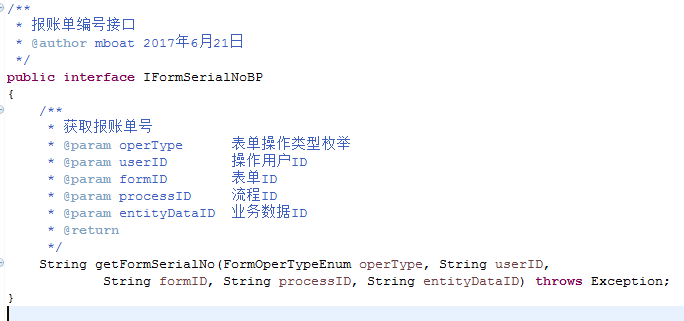 /**
 * 报账单编号接口
 * @author mboat 2017年6月21日
 */
public interface IFormSerialNoBP
{
    /**
     * 获取报账单号
     * @param operType      表单操作类型枚举
     * @param userID        操作用户ID
     * @param formID        表单ID
     * @param processID     流程ID
     * @param entityDataID  业务数据ID
     * @return
     */
    String getFormSerialNo(FormOperTypeEnum operType, String userID,
            String formID, String processID, String entityDataID) throws Exception;
}